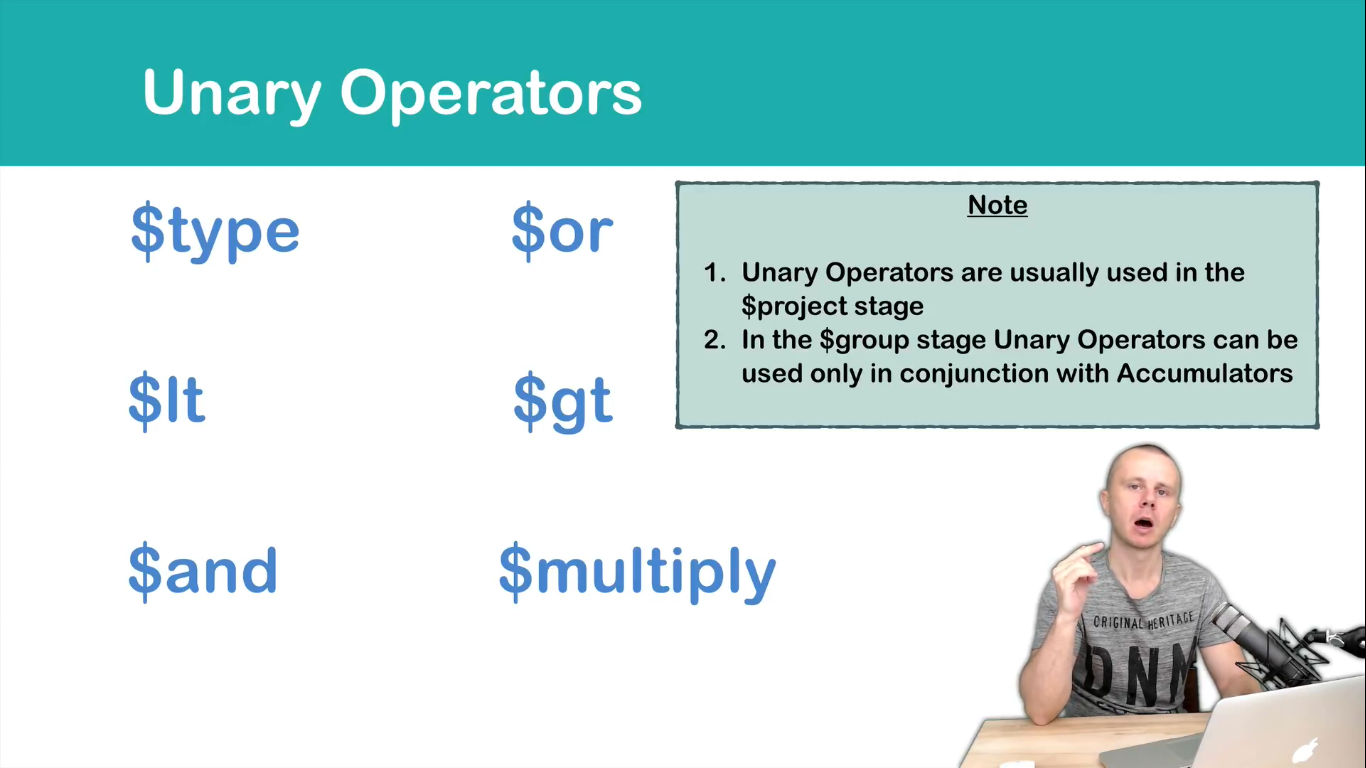 Unary Operators
$type
$or
$lt
$gt
$and
$multiply
Note
1. Unary Operators are usually used in the
$project stage
2. In the $group stage Unary Operators can be
used only in conjunction with Accumulators
ORIGINAL HERITAGE
DNM